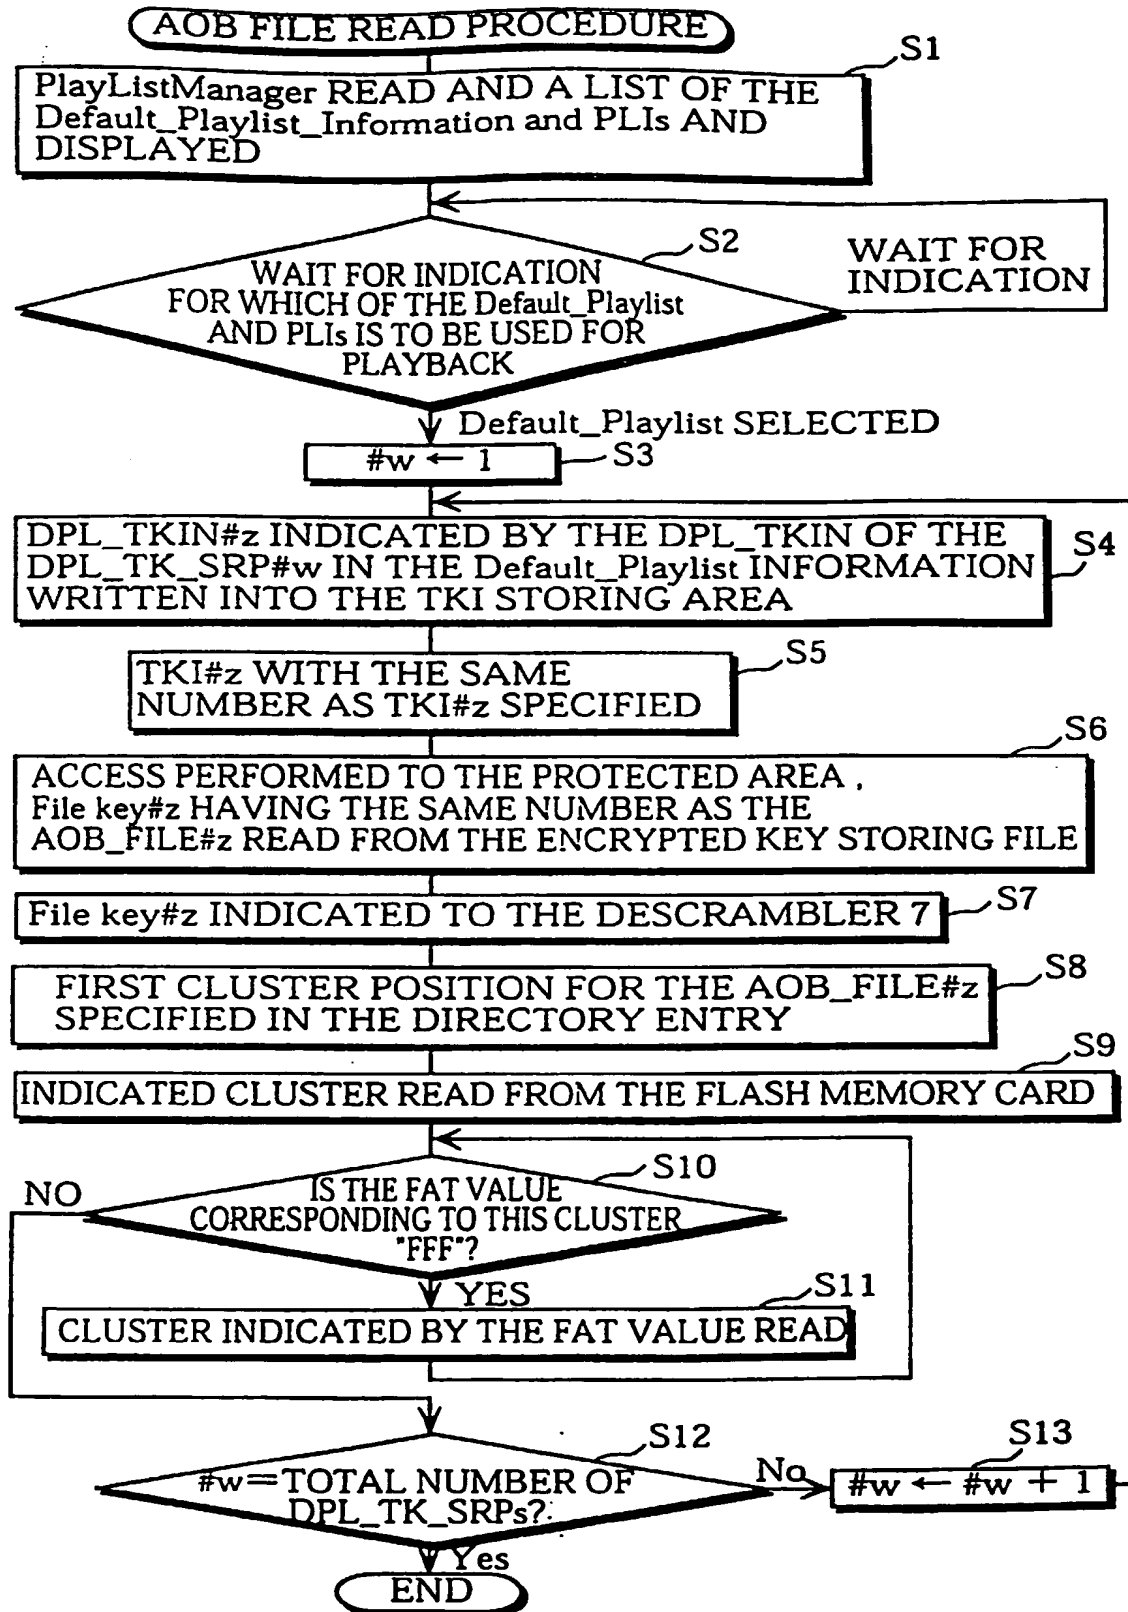 AOB FILE READ PROCEDURE
S1
PlayListManager READ AND A LIST OF THE
Default_Playlist_Information and PLIs AND
DISPLAYED
S2
WAIT FOR
INDICATION
WAIT FOR INDICATION
FOR WHICH OF THE Default_Playlist
AND PLIs IS TO BE USED FOR
PLAYBACK
Default_Playlist SELECTED
#w ← 1
S3
DPL_TKIN#z INDICATED BY THE DPL_TKIN OF THE
DPL_TK_SRP#w IN THE Default_Playlist INFORMATION
WRITTEN INTO THE TKI STORING AREA
S4
S5
TKI#z WITH THE SAME
NUMBER AS TKI#z SPECIFIED
S6
ACCESS PERFORMED TO THE PROTECTED AREA ,
File key#z HAVING THE SAME NUMBER AS THE
AOB_FILE#z READ FROM THE ENCRYPTED KEY STORING FILE
File key#z INDICATED TO THE DESCRAMBLER 7
S7
FIRST CLUSTER POSITION FOR THE AOB_FILE#z
SPECIFIED IN THE DIRECTORY ENTRY
S8
S9
INDICATED CLUSTER READ FROM THE FLASH MEMORY CARD
S10
NO
IS THE FAT VALUE
CORRESPONDING TO THIS CLUSTER
"FFF"?
YES
S11
CLUSTER INDICATED BY THE FAT VALUE READ
S12
#w=TOTAL NUMBER OF
DPL_TK_SRPs?
No
S13
#w ← #w + 1
Yes
END